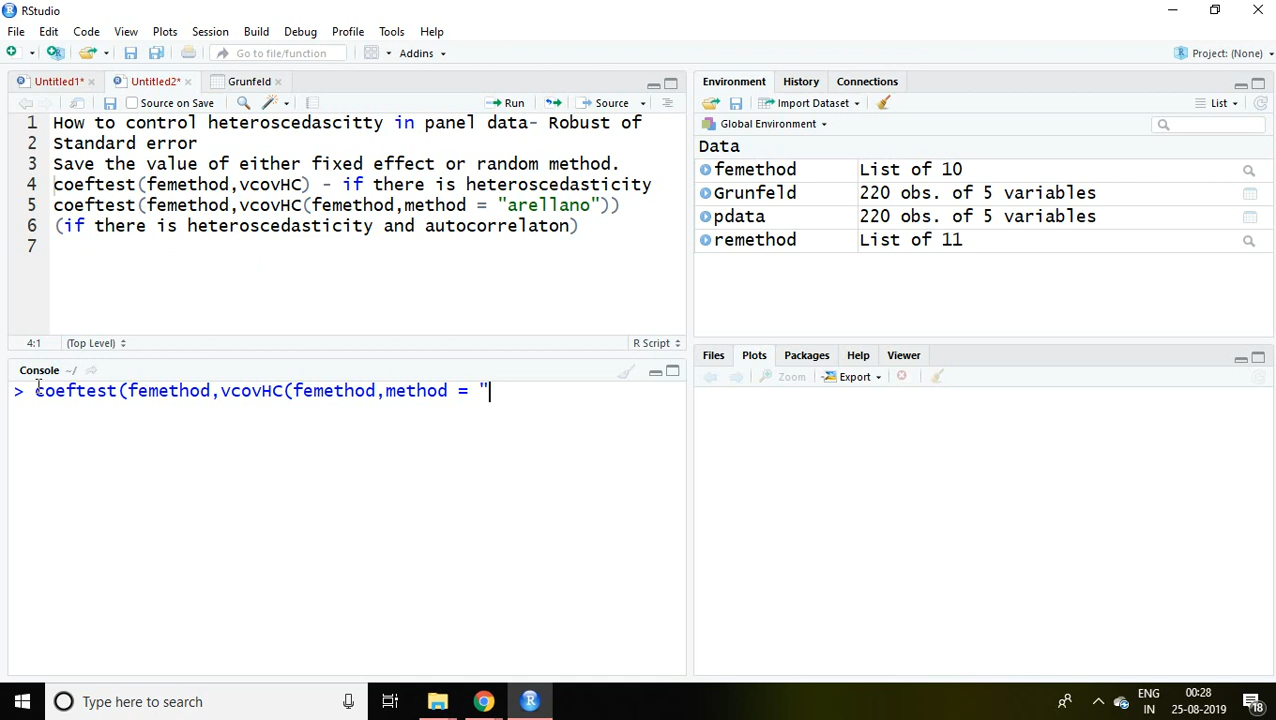 RStudio
File Edit Code View Plots Session Build Debug Profile Tools Help
Go to file/function Addins Project: (None)
Untitled1* Untitled2* Grunfeld
Source on Save Run Source
1 How to control heteroscedascitty in panel data- Robust of
2 Standard error
3 Save the value of either fixed effect or random method.
4 coeftest(femethod,vcovHC) - if there is heteroscedasticity
5 coeftest(femethod,vcovHC(femethod,method = "arellano"))
6 (if there is heteroscedasticity and autocorrelaton)
7
4:1 (Top Level) R Script
Console ~/
> coeftest(femethod,vcovHC(femethod,method = "
Environment History Connections
Import Dataset List
Global Environment
Data
femethod List of 10
Grunfeld 220 obs. of 5 variables
pdata 220 obs. of 5 variables
remethod List of 11
Files Plots Packages Help Viewer
Zoom Export
Type here to search
ENG
IN
00:28
25-08-2019
18